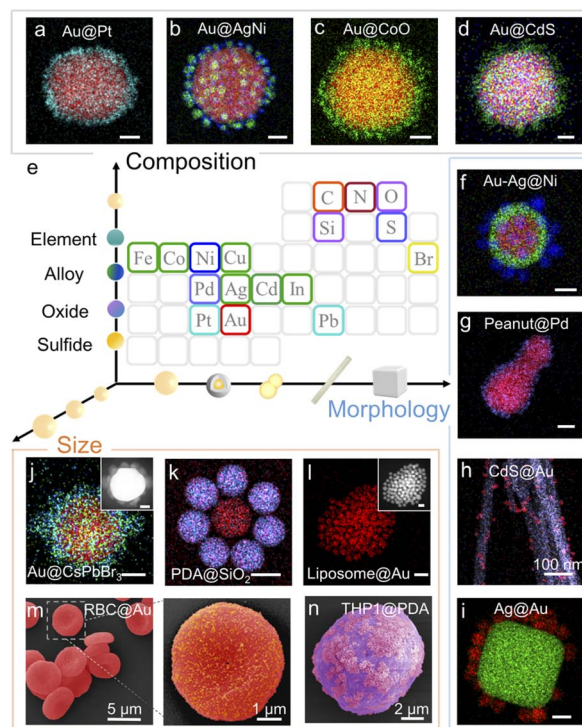 a Au@Pt
b Au@AgNi
c Au@CoO
d Au@CdS
e Composition
Element
Alloy
Oxide
Sulfide
C N O
Si S
Fe Co Ni Cu Br
Pd Ag Cd In
Pt Au Pb
Morphology
Size
f Au-Ag@Ni
g Peanut@Pd
h CdS@Au
100 nm
i Ag@Au
j Au@CsPbBr₃
k PDA@SiO₂
l Liposome@Au
m RBC@Au
5 μm
1 μm
n THP1@PDA
2 μm